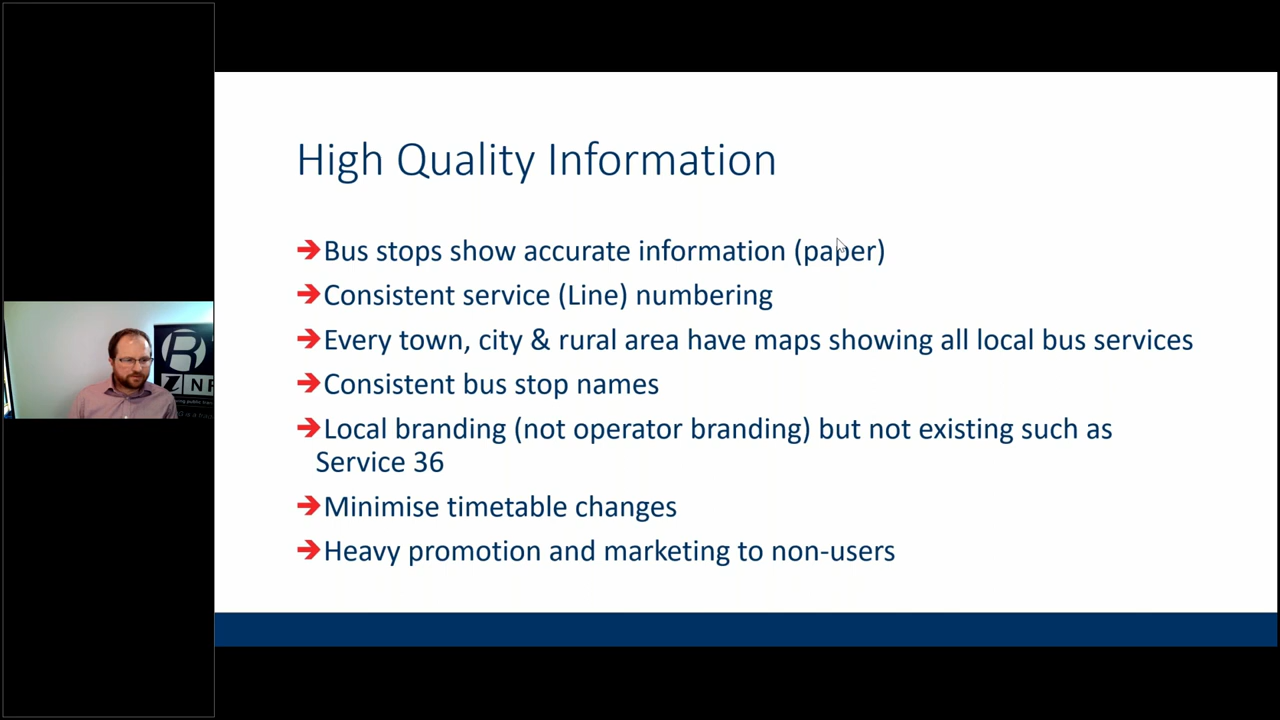 High Quality Information
➔Bus stops show accurate information (paper)
➔Consistent service (Line) numbering
➔Every town, city & rural area have maps showing all local bus services
➔Consistent bus stop names
➔Local branding (not operator branding) but not existing such as
Service 36
➔Minimise timetable changes
➔Heavy promotion and marketing to non-users